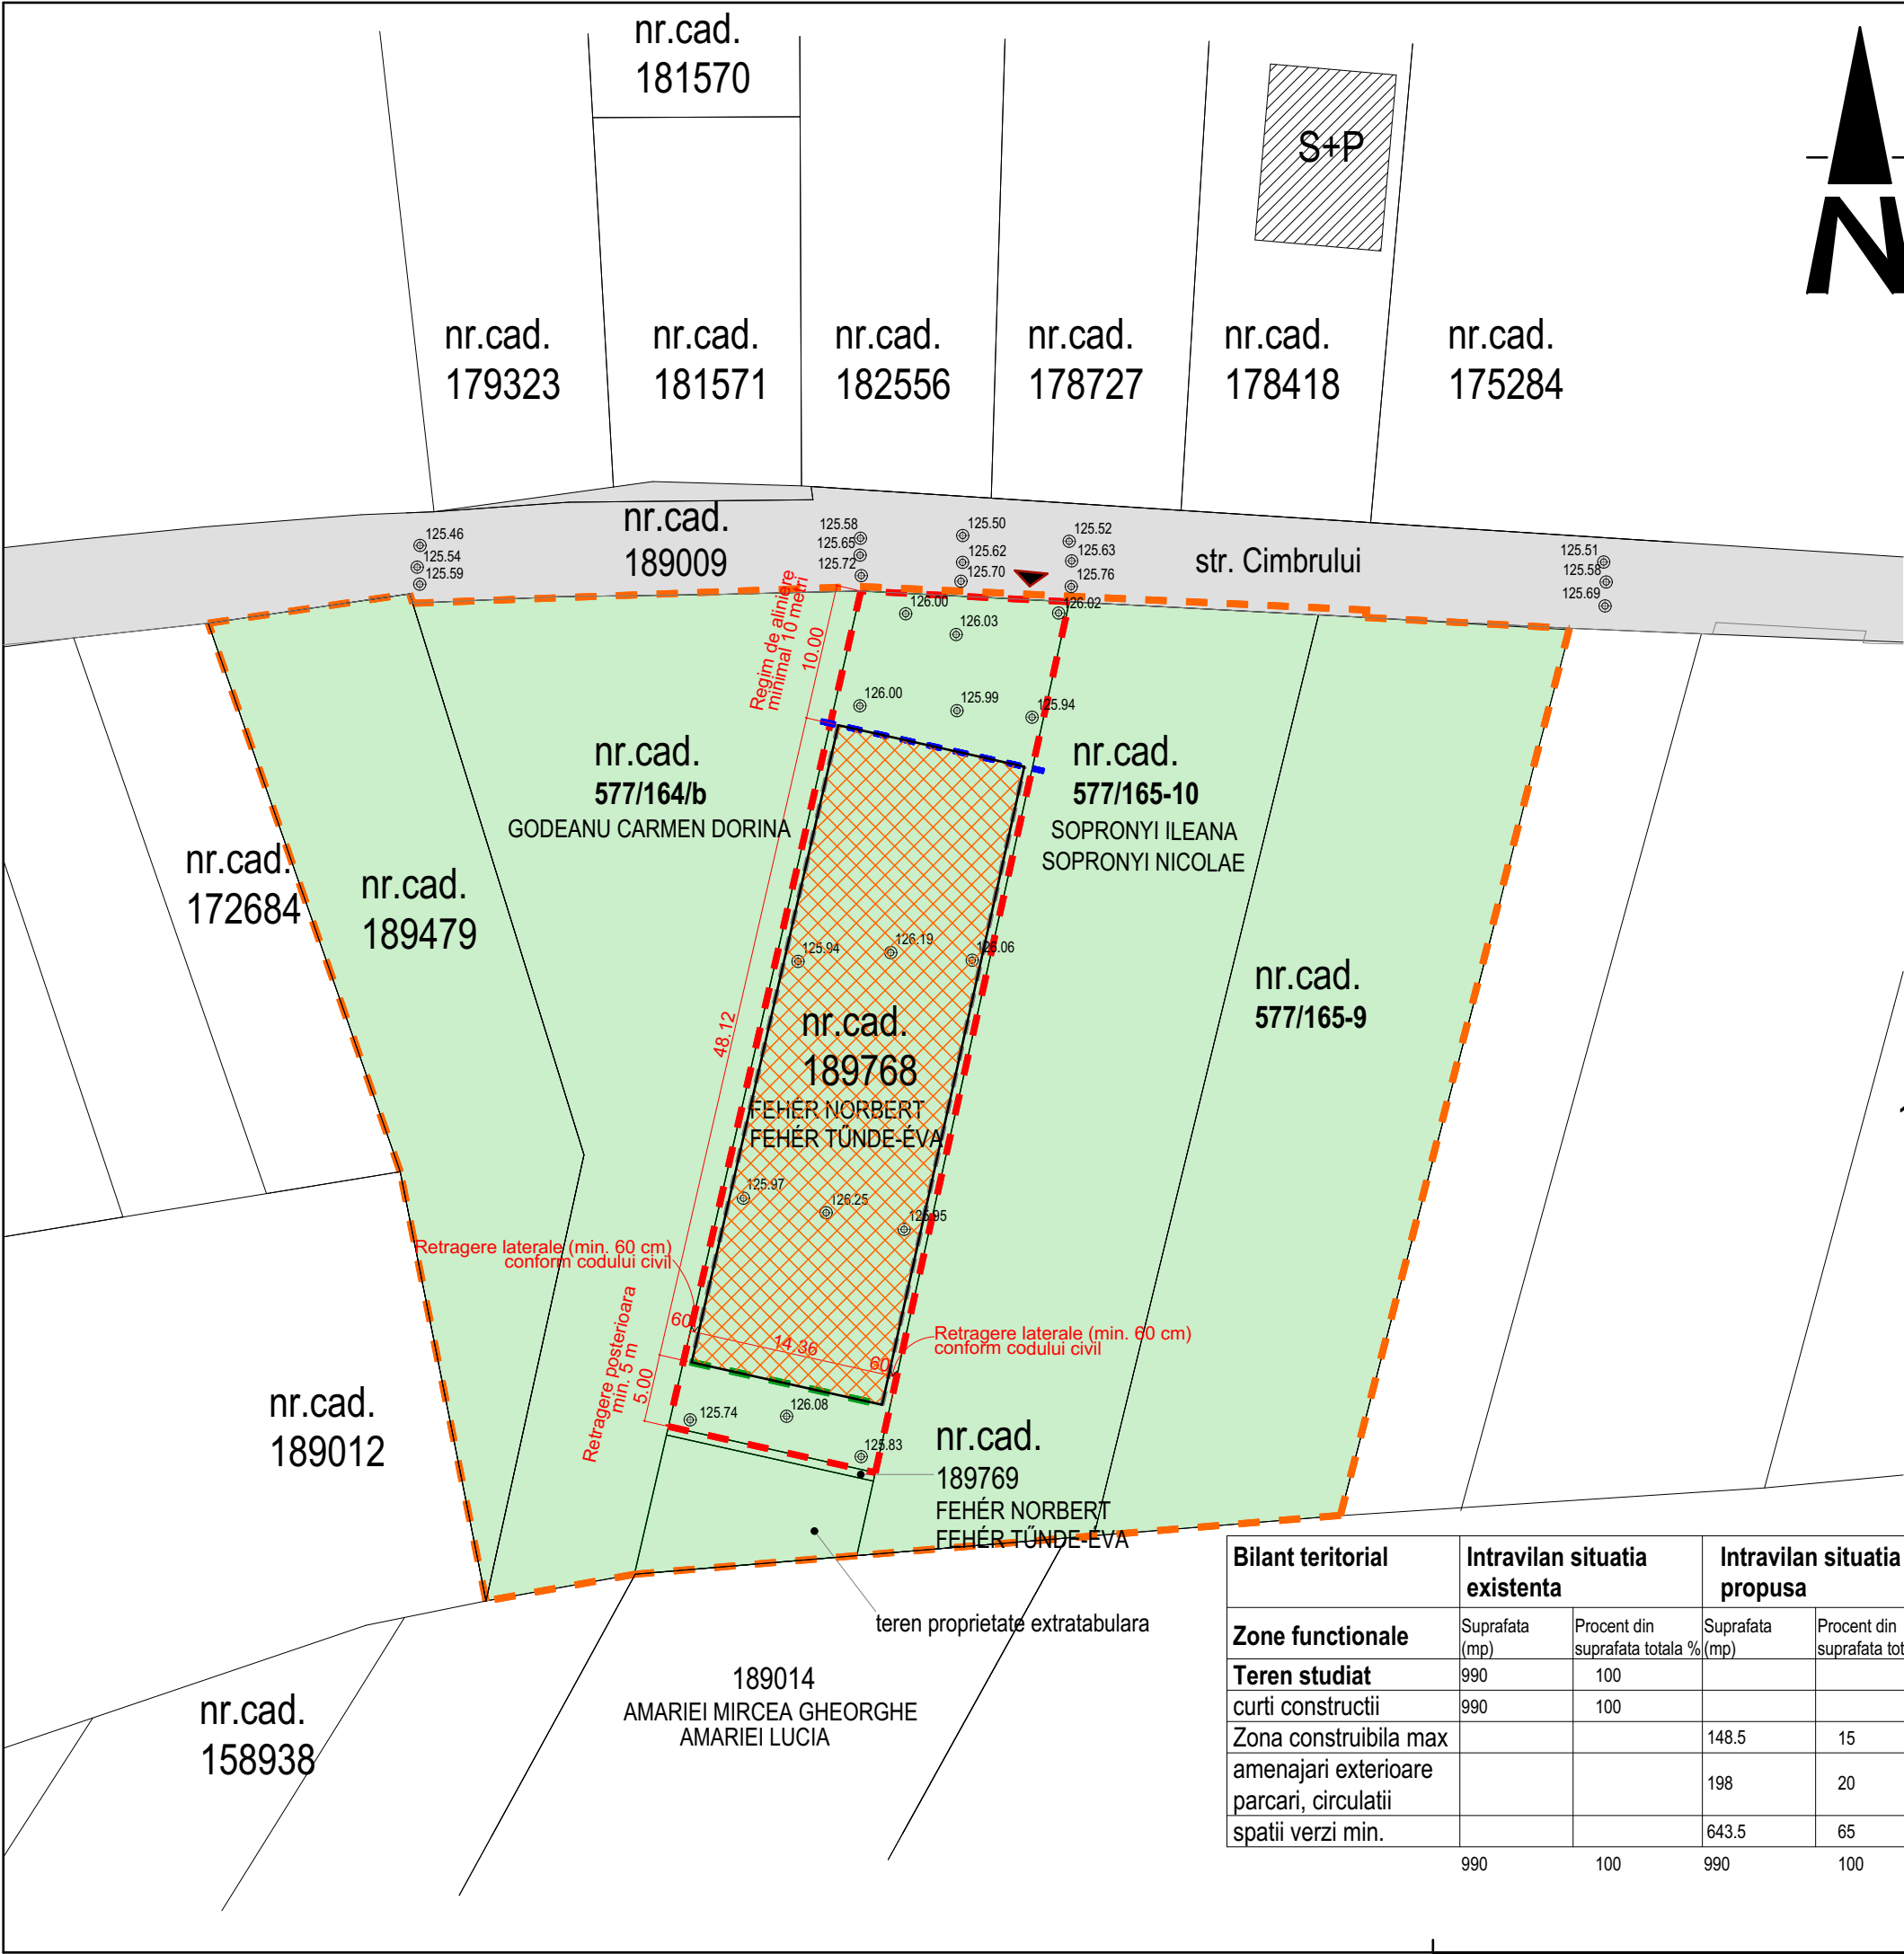 nr.cad.
181570
S+P
N
nr.cad.
179323
nr.cad.
181571
nr.cad.
182556
nr.cad.
178727
nr.cad.
178418
nr.cad.
175284
nr.cad.
189009
str. Cimbrului
125.46
125.54
125.59
125.58
125.65
125.72
125.50
125.62
125.70
125.52
125.63
125.76
125.51
125.58
125.69
126.00
126.03
126.02
126.00
125.99
125.94
Regim de aliniere
minimal 10 metri
10.00
nr.cad.
577/164/b
GODEANU CARMEN DORINA
nr.cad.
577/165-10
SOPRONYI ILEANA
SOPRONYI NICOLAE
nr.cad.
172684
nr.cad.
189479
125.94
126.19
126.06
nr.cad.
577/165-9
48.12
nr.cad.
189768
FEHÉR NORBERT
FEHÉR TŰNDE-ÉVA
125.97
126.25
125.95
Retragere laterale (min. 60 cm)
conform codului civil
60
14.36
60
Retragere laterale (min. 60 cm)
conform codului civil
Retragere posterioara
min. 5 m
5.00
125.74
126.08
125.83
nr.cad.
189012
nr.cad.
189769
FEHÉR NORBERT
FEHÉR TŰNDE-ÉVA
teren proprietate extratabulara
189014
AMARIEI MIRCEA GHEORGHE
AMARIEI LUCIA
nr.cad.
158938
Bilant teritorial
Intravilan situatia
existenta
Intravilan situatia
propusa
Zone functionale
Suprafata
(mp)
Procent din
suprafata totala %
Suprafata
(mp)
Procent din
suprafata tot
Teren studiat 990 100
curti constructii 990 100
Zona construibila max 148.5 15
amenajari exterioare
parcari, circulatii
198 20
spatii verzi min. 643.5 65
990 100 990 100